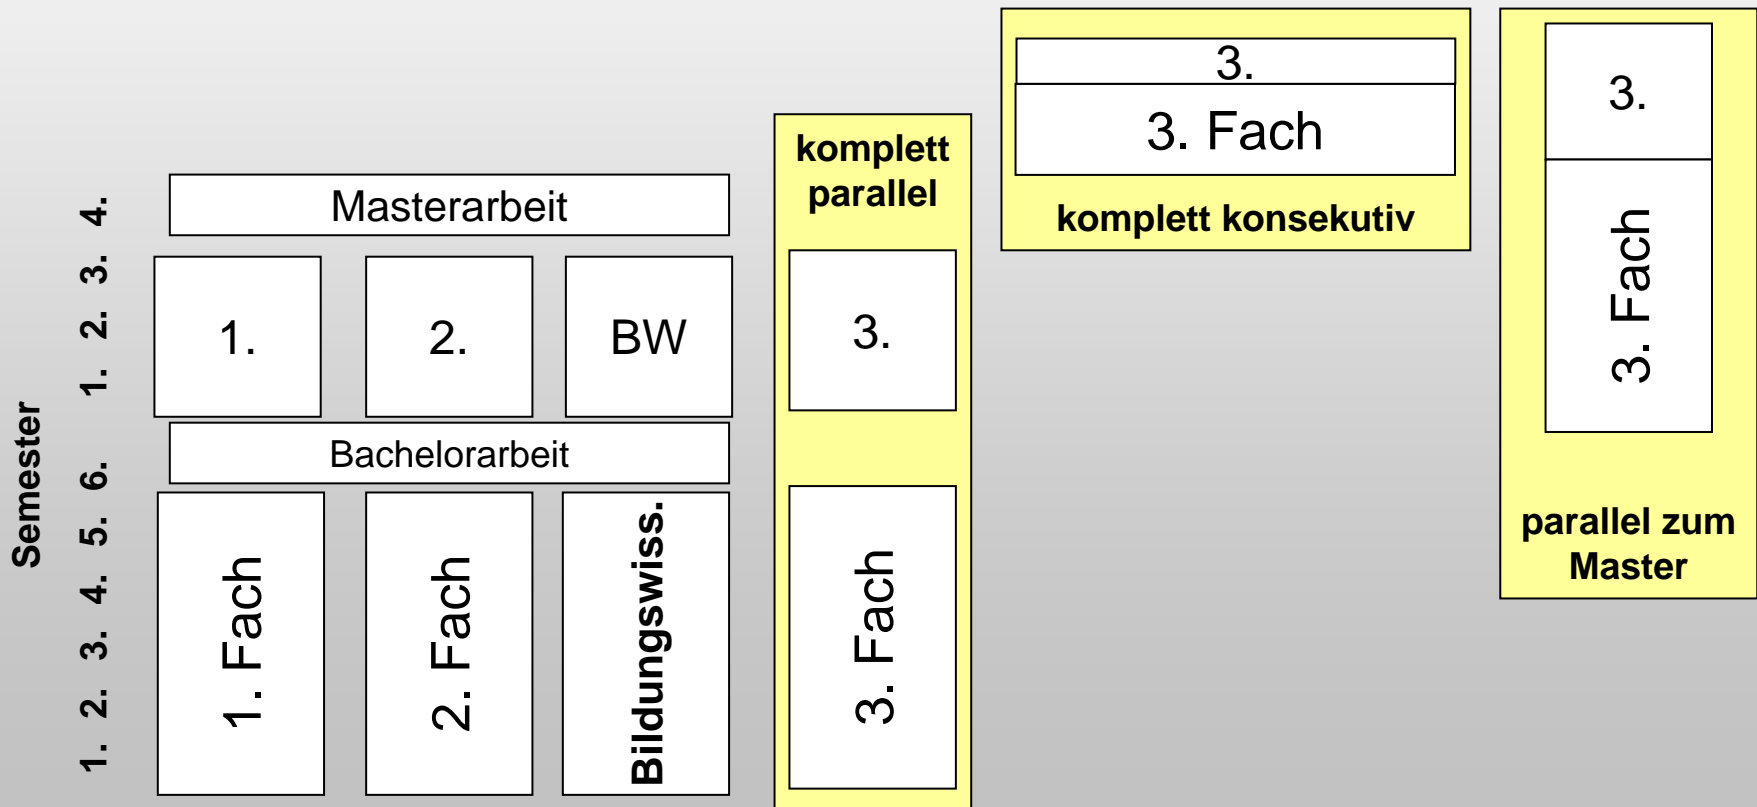 Semester
1. 2. 3. 4. 5. 6. 1. 2. 3. 4.
Masterarbeit
1.
2.
BW
Bachelorarbeit
1. Fach
2. Fach
Bildungswiss.
komplett
parallel
3.
3. Fach
3.
3. Fach
komplett konsekutiv
3.
3. Fach
parallel zum
Master